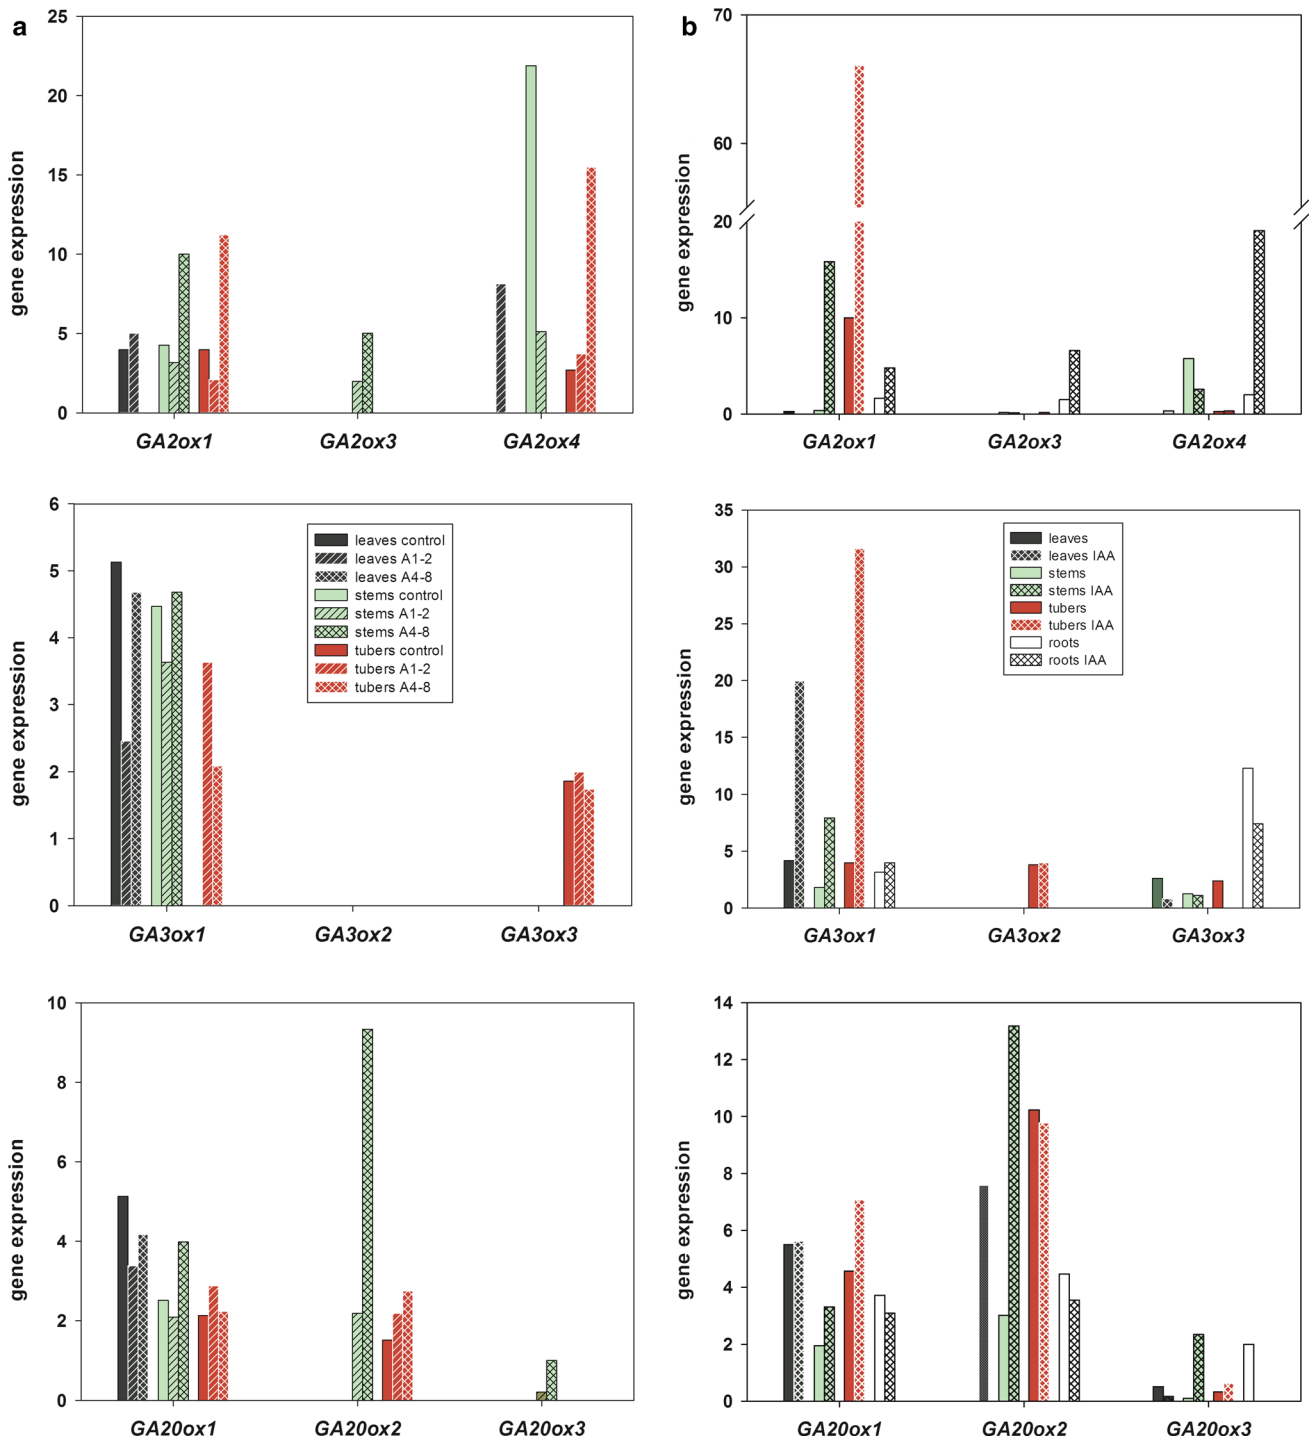 a
25
20
15
10
5
0
gene expression
GA2ox1 GA2ox3 GA2ox4
b
70
60
20
10
0
gene expression
GA2ox1 GA2ox3 GA2ox4
6
5
4
3
2
1
0
gene expression
leaves control
leaves A1-2
leaves A4-8
stems control
stems A1-2
stems A4-8
tubers control
tubers A1-2
tubers A4-8
GA3ox1 GA3ox2 GA3ox3
35
30
25
20
15
10
5
0
gene expression
leaves
leaves IAA
stems
stems IAA
tubers
tubers IAA
roots
roots IAA
GA3ox1 GA3ox2 GA3ox3
10
8
6
4
2
0
gene expression
GA20ox1 GA20ox2 GA20ox3
14
12
10
8
6
4
2
0
gene expression
GA20ox1 GA20ox2 GA20ox3